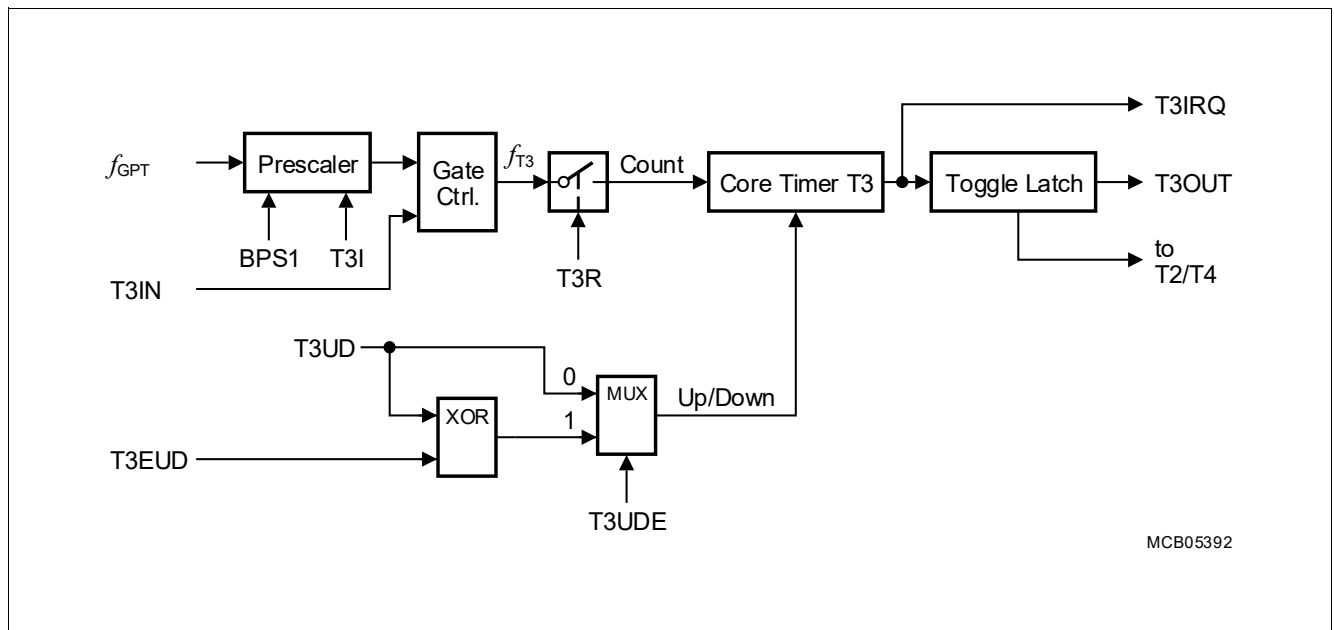 T3IRQ
fGPT
Prescaler
Gate
Ctrl.
fT3
Count
Core Timer T3
Toggle Latch
T3OUT
BPS1
T3I
T3R
to
T2/T4
T3IN
T3UD
0
MUX
Up/Down
XOR
1
T3EUD
T3UDE
MCB05392